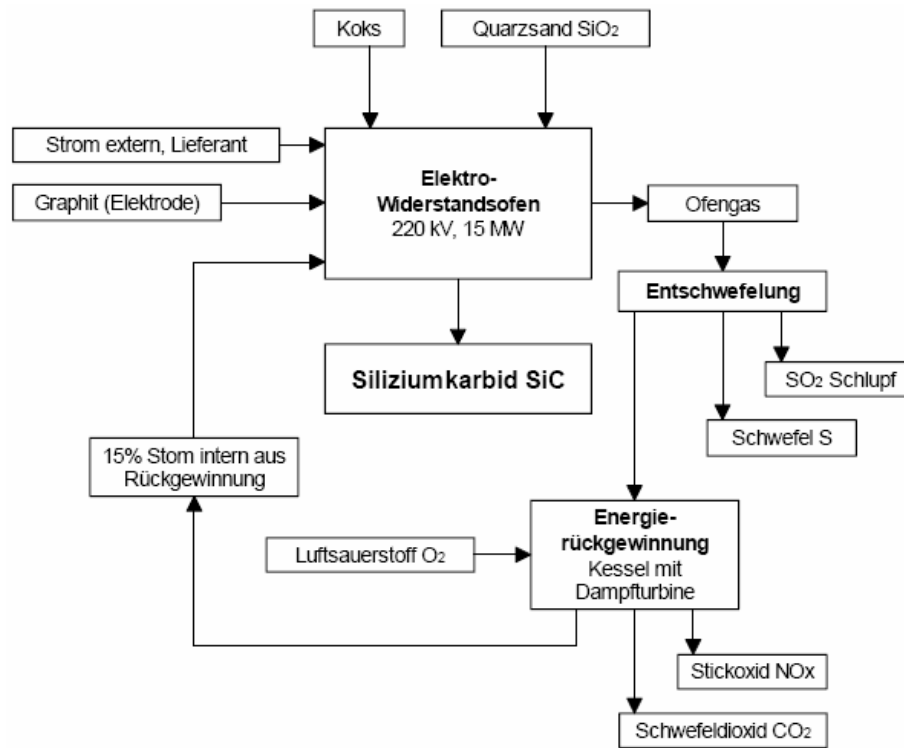 Koks
Quarzsand SiO₂
Strom extern, Lieferant
Graphit (Elektrode)
Elektro-
Widerstandsofen
220 kV, 15 MW
Ofengas
Entschwefelung
Siliziumkarbid SiC
SO₂ Schlupf
Schwefel S
15% Stom intern aus
Rückgewinnung
Energie-
rückgewinnung
Kessel mit
Dampfturbine
Luftsauerstoff O₂
Stickoxid NOx
Schwefeldioxid CO₂